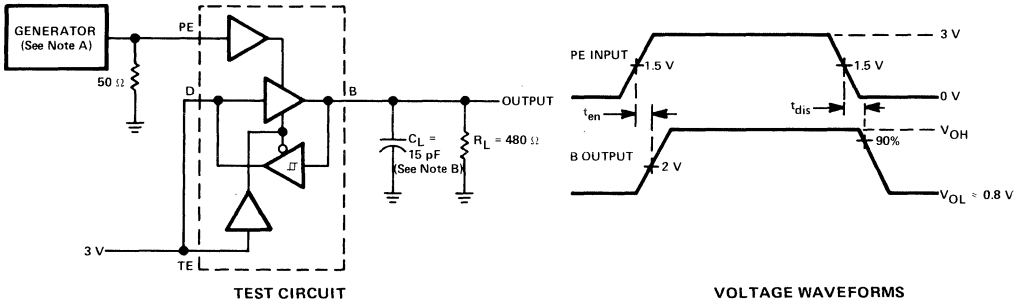 GENERATOR
(See Note A)
PE
50 Ω
D
B
OUTPUT
C_L =
15 pF
(See Note B)
R_L = 480 Ω
3 V
TE
TEST CIRCUIT
PE INPUT
1.5 V
1.5 V
3 V
0 V
t_en
t_dis
B OUTPUT
2 V
V_OH
90%
V_OL ≈ 0.8 V
VOLTAGE WAVEFORMS